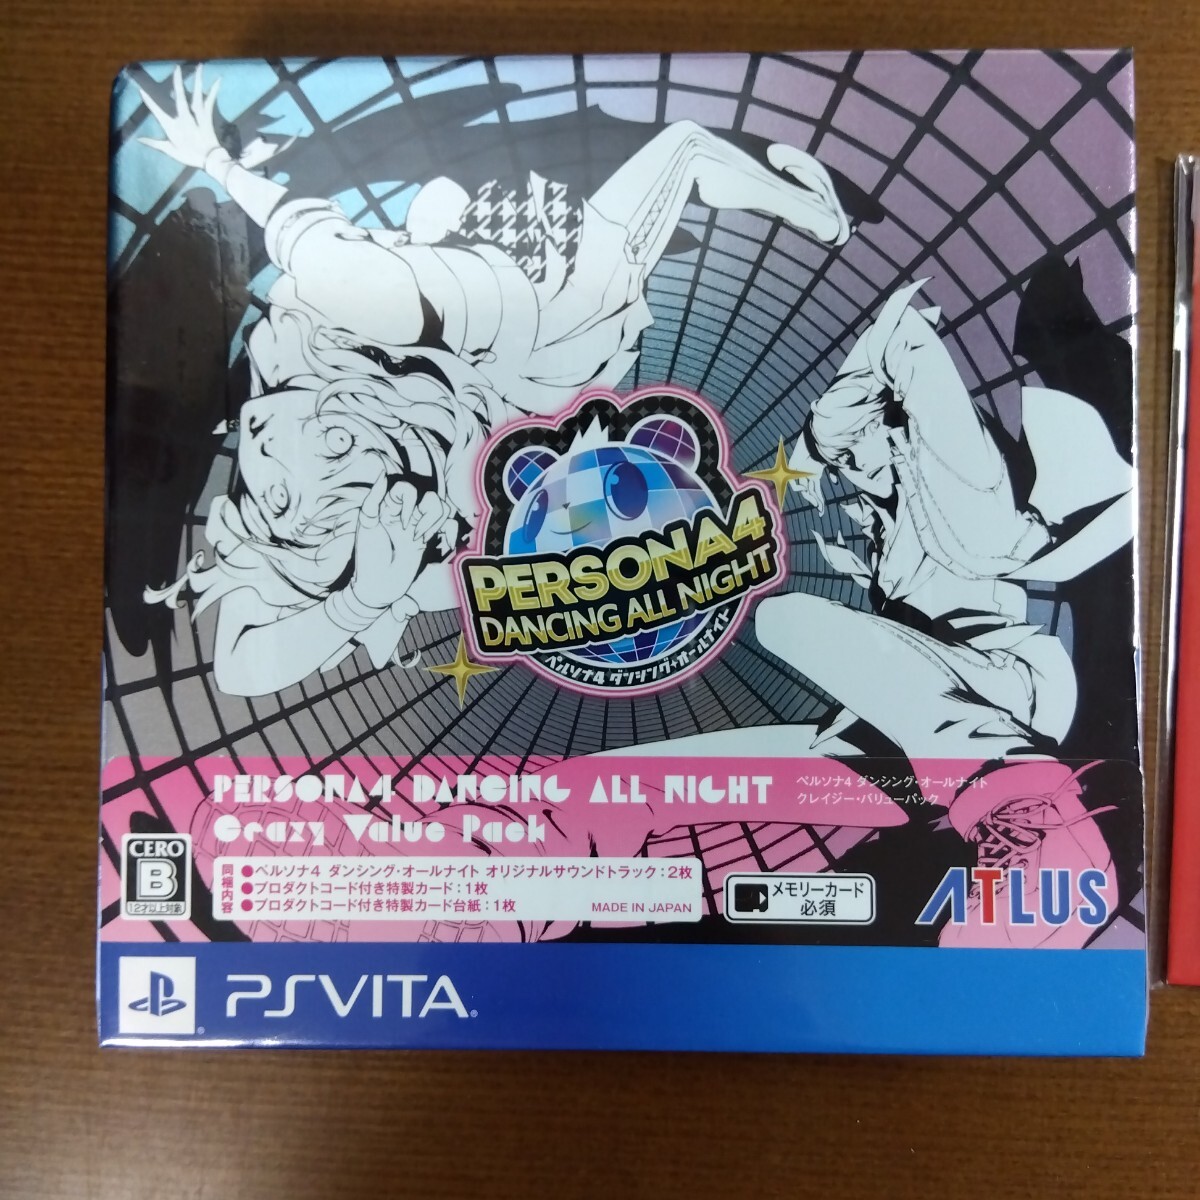 PERSONA4
DANCING ALL NIGHT
ペルソナ4 ダンシング・オールナイト
PERSONA4 DANCING ALL NIGHT
Crazy Value Pack
ペルソナ4 ダンシング・オールナイト
クレイジー・バリューパック
CERO
B
12才以上対象
同梱内容
●ペルソナ4 ダンシング・オールナイト オリジナルサウンドトラック：2枚
●プロダクトコード付き特製カード：1枚
●プロダクトコード付き特製カード台紙：1枚
MADE IN JAPAN
メモリーカード
必須
ATLUS
PSVITA